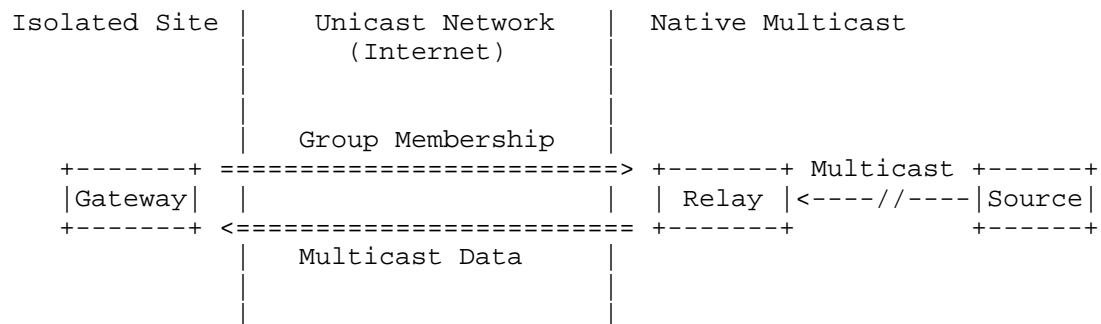 Isolated Site | Unicast Network | Native Multicast
(Internet)
Group Membership
+-------+ =========================> +-------+ Multicast +------+
|Gateway| | | | Relay |<----//----|Source|
+-------+ <========================= +-------+ +------+
Multicast Data